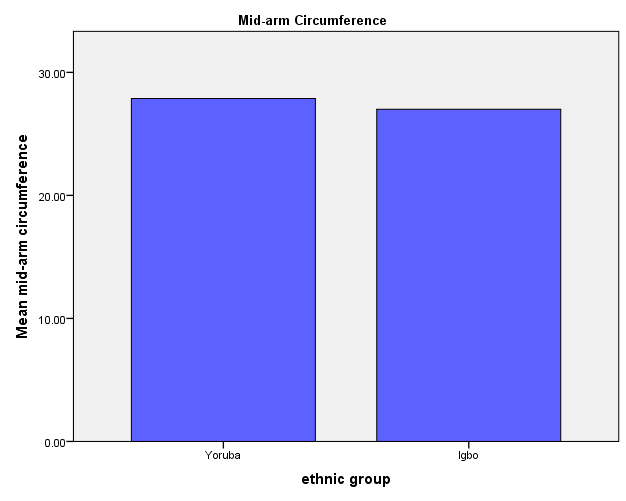 Mid-arm Circumference
Mean mid-arm circumference
30.00
20.00
10.00
0.00
Yoruba
Igbo
ethnic group